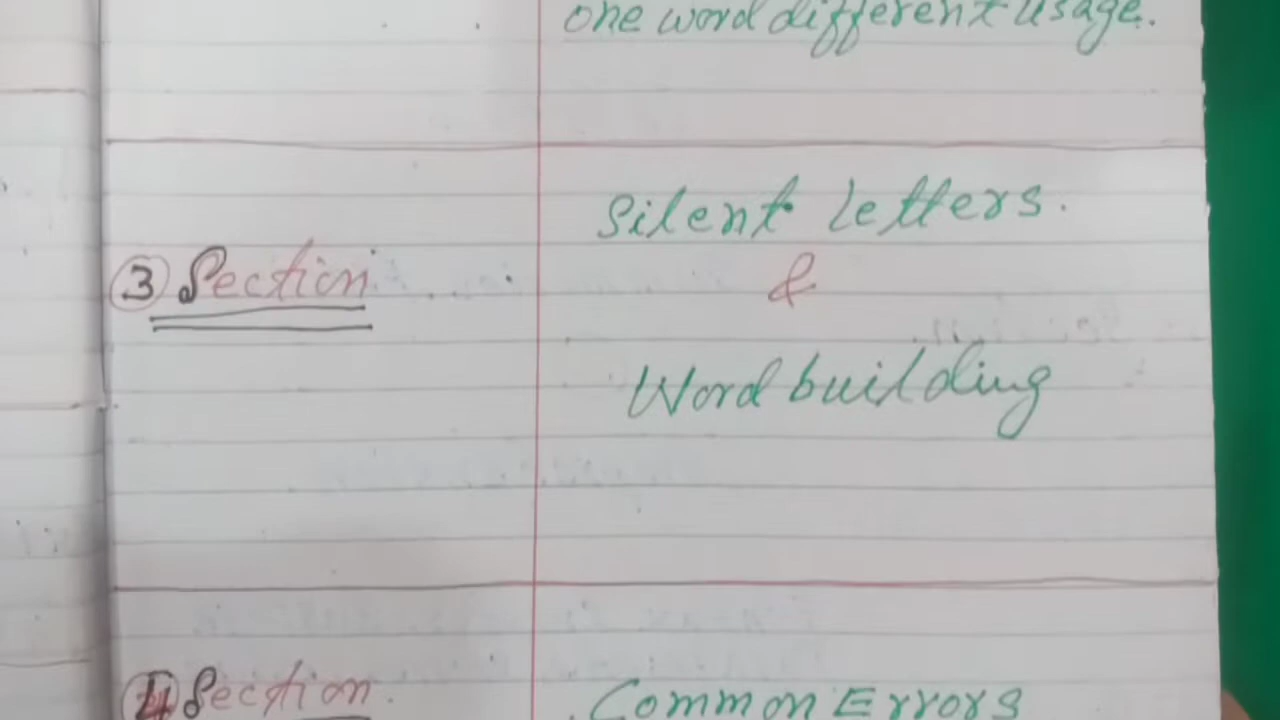 one word different usage.
Silent letters.
③ Section
&
Word building
④ Section.
Common Errors